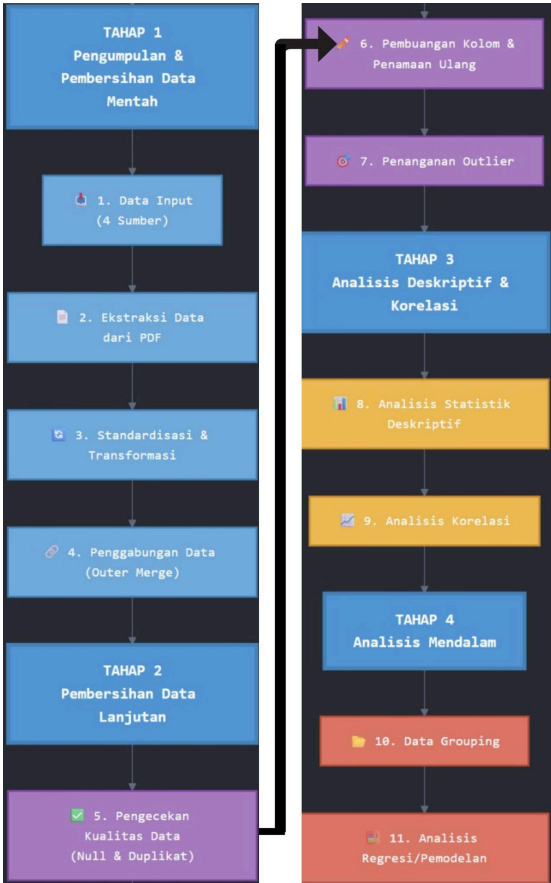 TAHAP 1
Pengumpulan &
Pembersihan Data
Mentah
1. Data Input
(4 Sumber)
2. Ekstraksi Data
dari PDF
3. Standardisasi &
Transformasi
4. Penggabungan Data
(Outer Merge)
TAHAP 2
Pembersihan Data
Lanjutan
5. Pengecekan
Kualitas Data
(Null & Duplikat)
6. Pembuangan Kolom &
Penamaan Ulang
7. Penanganan Outlier
TAHAP 3
Analisis Deskriptif &
Korelasi
8. Analisis Statistik
Deskriptif
9. Analisis Korelasi
TAHAP 4
Analisis Mendalam
10. Data Grouping
11. Analisis
Regresi/Pemodelan